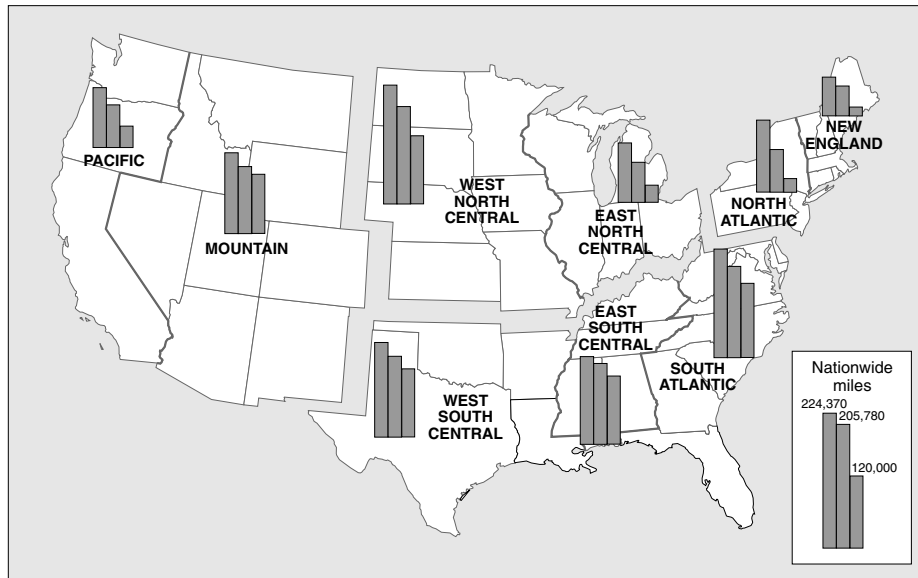 PACIFIC
MOUNTAIN
WEST
NORTH
CENTRAL
EAST
NORTH
CENTRAL
NEW
ENGLAND
NORTH
ATLANTIC
EAST
SOUTH
CENTRAL
SOUTH
ATLANTIC
WEST
SOUTH
CENTRAL
Nationwide
miles
224,370
205,780
120,000